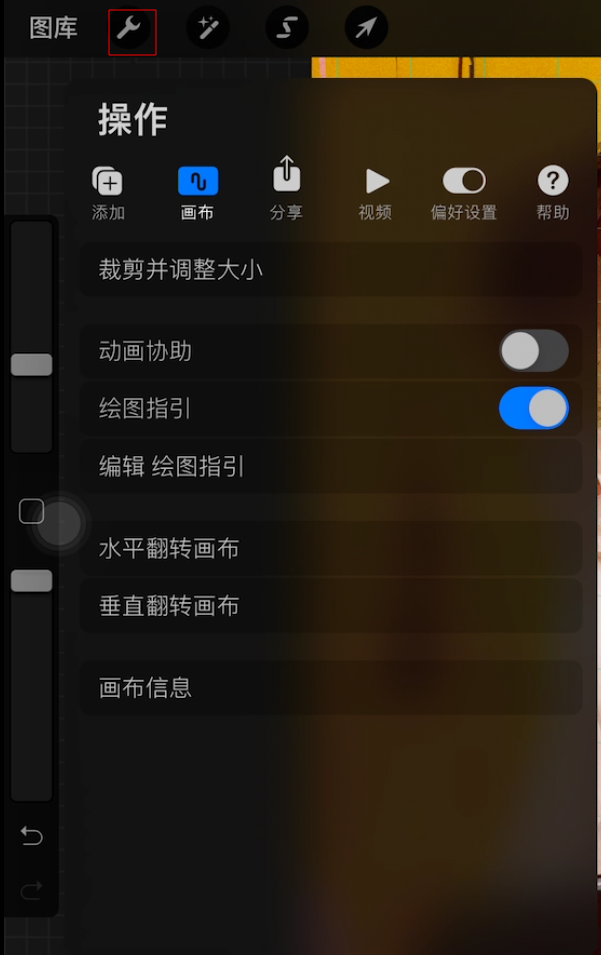 图库
操作
添加
画布
分享
视频
偏好设置
帮助
裁剪并调整大小
动画协助
绘图指引
编辑 绘图指引
水平翻转画布
垂直翻转画布
画布信息